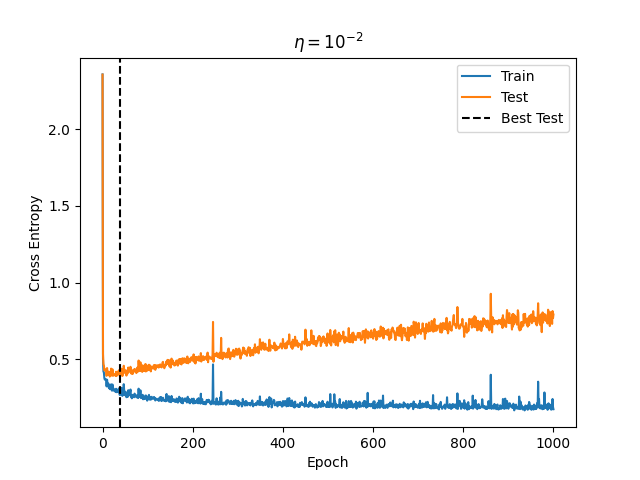 η = 10⁻²
Train
Test
Best Test
Cross Entropy
2.0
1.5
1.0
0.5
0 200 400 600 800 1000
Epoch